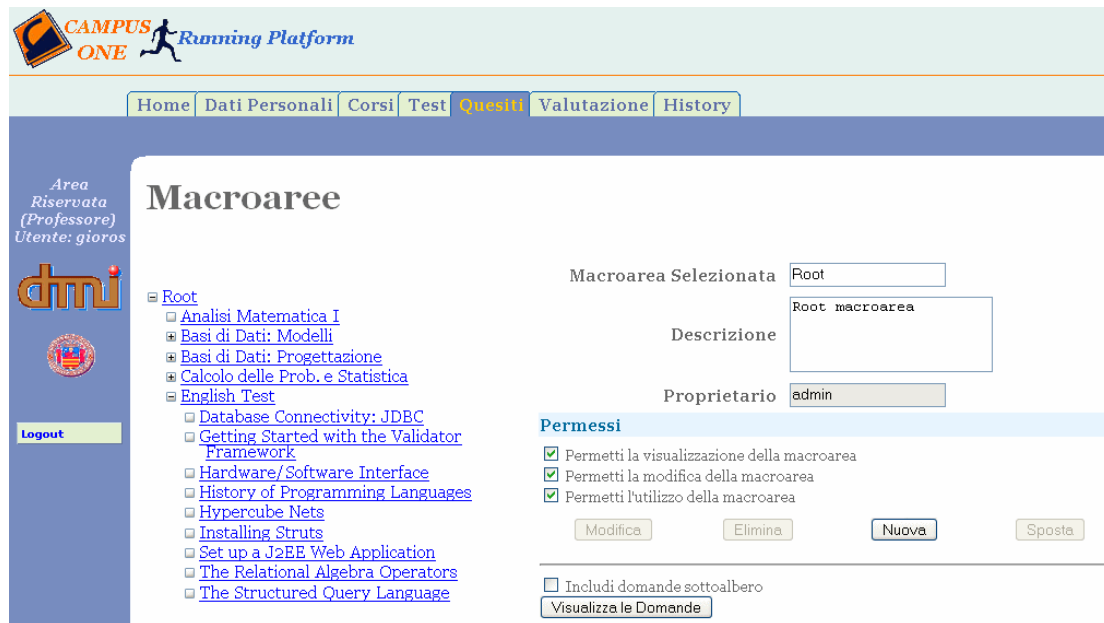 CAMPUS
ONE
Running Platform
Home Dati Personali Corsi Test Quesiti Valutazione History
Area
Riservata
(Professore)
Utente: gioros
dmi
Logout
Macroaree
Root
Analisi Matematica I
Basi di Dati: Modelli
Basi di Dati: Progettazione
Calcolo delle Prob. e Statistica
English Test
Database Connectivity: JDBC
Getting Started with the Validator
Framework
Hardware/Software Interface
History of Programming Languages
Hypercube Nets
Installing Struts
Set up a J2EE Web Application
The Relational Algebra Operators
The Structured Query Language
Macroarea Selezionata Root
Descrizione Root macroarea
Proprietario admin
Permessi
Permetti la visualizzazione della macroarea
Permetti la modifica della macroarea
Permetti l'utilizzo della macroarea
Modifica Elimina Nuova Sposta
Includi domande sottoalbero
Visualizza le Domande